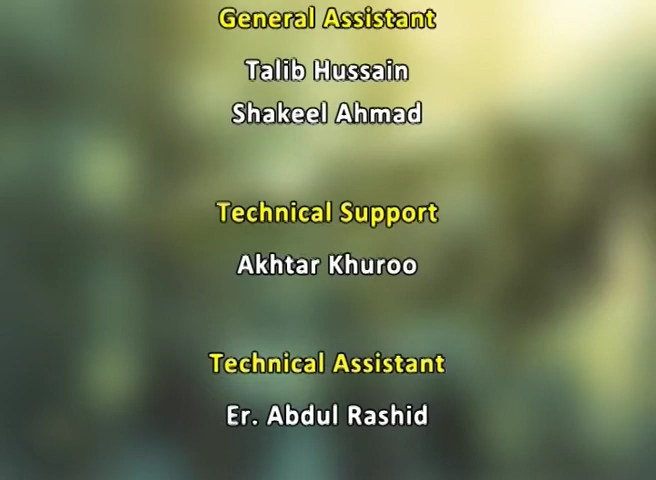 General Assistant
Talib Hussain
Shakeel Ahmad
Technical Support
Akhtar Khuroo
Technical Assistant
Er. Abdul Rashid